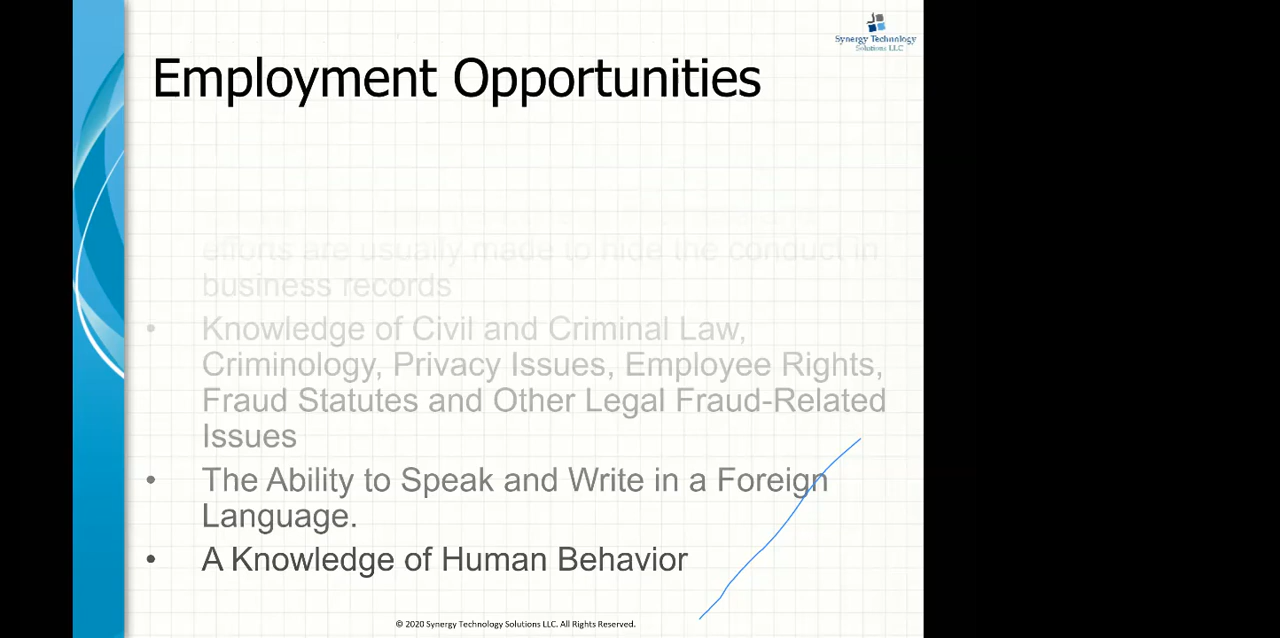 Synergy Technology
Solutions LLC
Employment Opportunities
efforts are usually made to hide the conduct in
business records
• Knowledge of Civil and Criminal Law,
Criminology, Privacy Issues, Employee Rights,
Fraud Statutes and Other Legal Fraud-Related
Issues
• The Ability to Speak and Write in a Foreign
Language.
• A Knowledge of Human Behavior
© 2020 Synergy Technology Solutions LLC. All Rights Reserved.